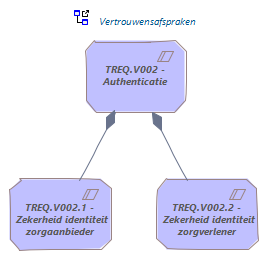 Vertrouwensafspraken
TREQ.V002 -
Authenticatie
TREQ.V002.1 -
Zekerheid identiteit
zorgaanbieder
TREQ.V002.2 -
Zekerheid identiteit
zorgverlener